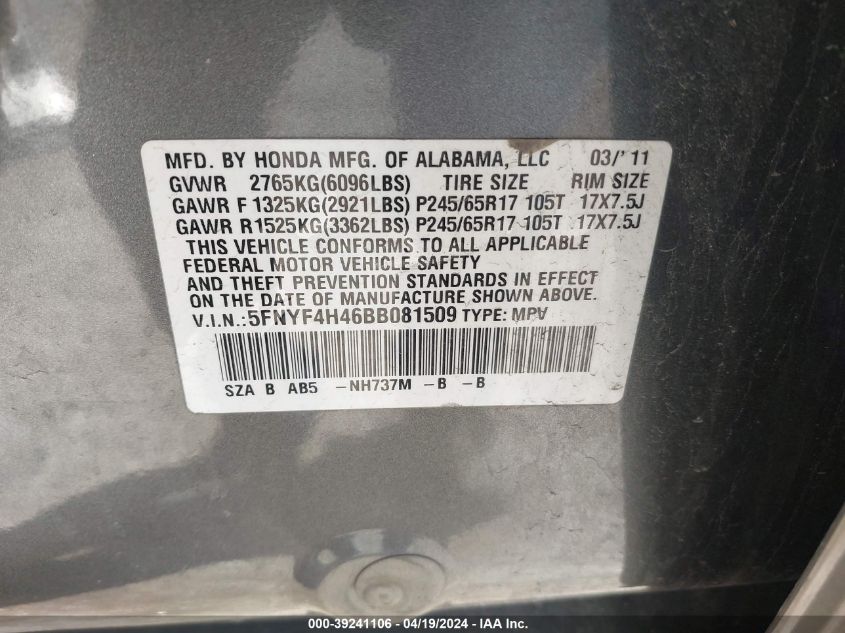 MFD. BY HONDA MFG. OF ALABAMA, LLC 03/'11
GVWR 2765KG(6096LBS) TIRE SIZE RIM SIZE
GAWR F 1325KG(2921LBS) P245/65R17 105T 17X7.5J
GAWR R1525KG(3362LBS) P245/65R17 105T 17X7.5J
THIS VEHICLE CONFORMS TO ALL APPLICABLE
FEDERAL MOTOR VEHICLE SAFETY
AND THEFT PREVENTION STANDARDS IN EFFECT
ON THE DATE OF MANUFACTURE SHOWN ABOVE.
V.I.N.:5FNYF4H46BB081509 TYPE: MPV
SZA B AB5 -NH737M -B -B
000-39241106 - 04/19/2024 - IAA Inc.